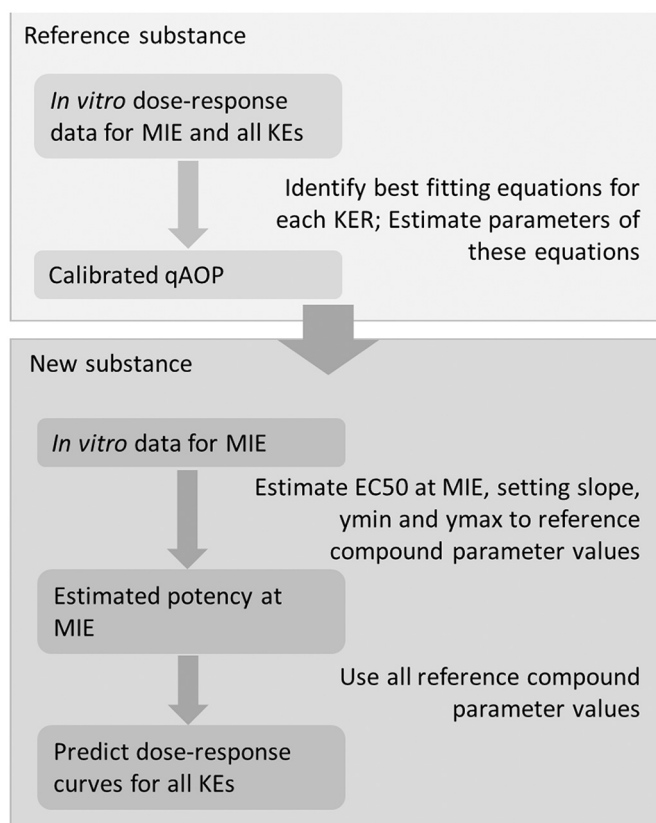 Reference substance
In vitro dose-response
data for MIE and all KEs
Identify best fitting equations for
each KER; Estimate parameters of
these equations
Calibrated qAOP
New substance
In vitro data for MIE
Estimate EC50 at MIE, setting slope,
ymin and ymax to reference
compound parameter values
Estimated potency at
MIE
Use all reference compound
parameter values
Predict dose-response
curves for all KEs